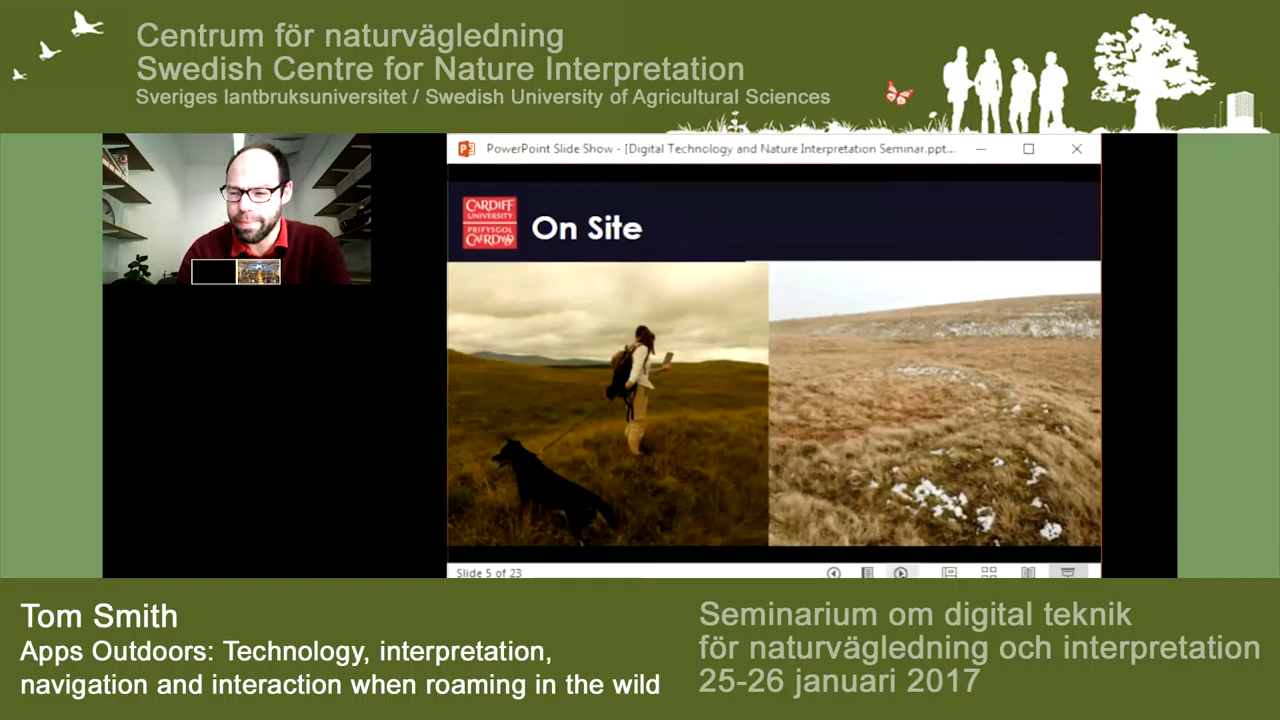 Centrum för naturvägledning
Swedish Centre for Nature Interpretation
Sveriges lantbruksuniversitet / Swedish University of Agricultural Sciences
PowerPoint Slide Show - [Digital Technology and Nature Interpretation Seminar.ppt...
CARDIFF
UNIVERSITY
PRIFYSGOL
CAERDYDD
On Site
Slide 5 of 23
Tom Smith
Apps Outdoors: Technology, interpretation,
navigation and interaction when roaming in the wild
Seminarium om digital teknik
för naturvägledning och interpretation
25-26 januari 2017